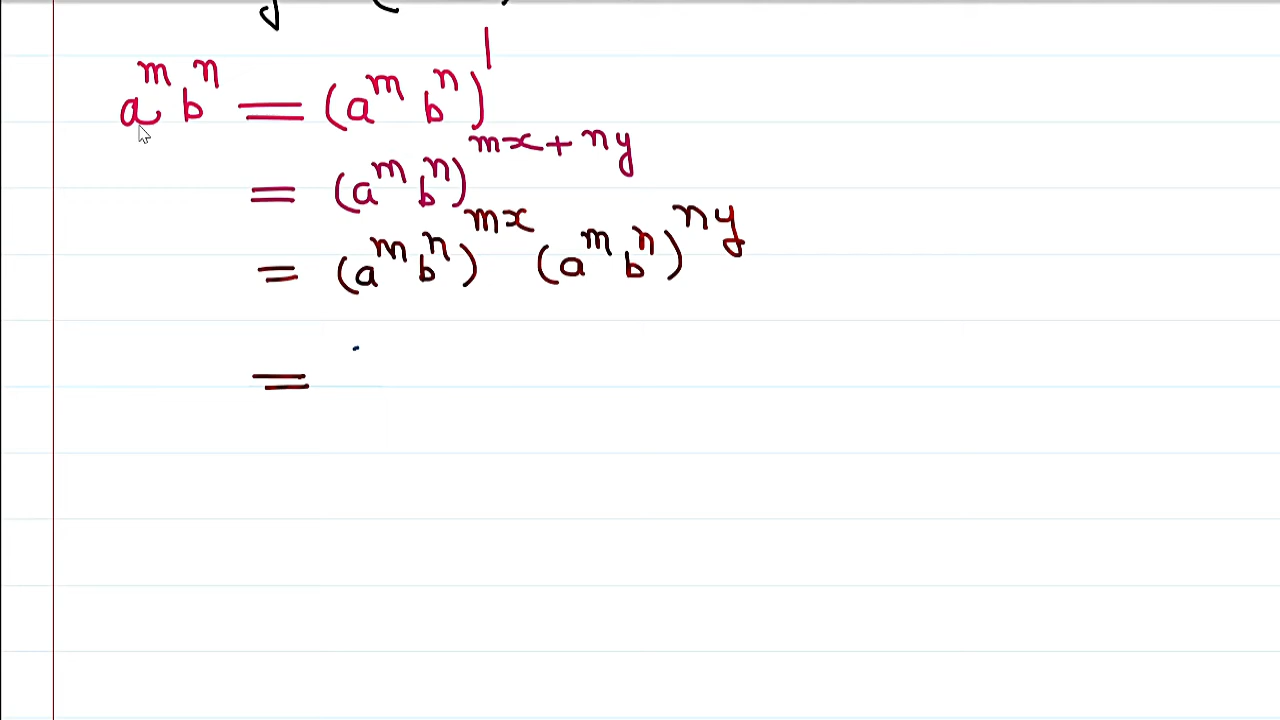 a^m b^n = (a^m b^n)^1
= (a^m b^n)^{mx + ny}
= (a^m b^n)^{mx} (a^m b^n)^{ny}
=